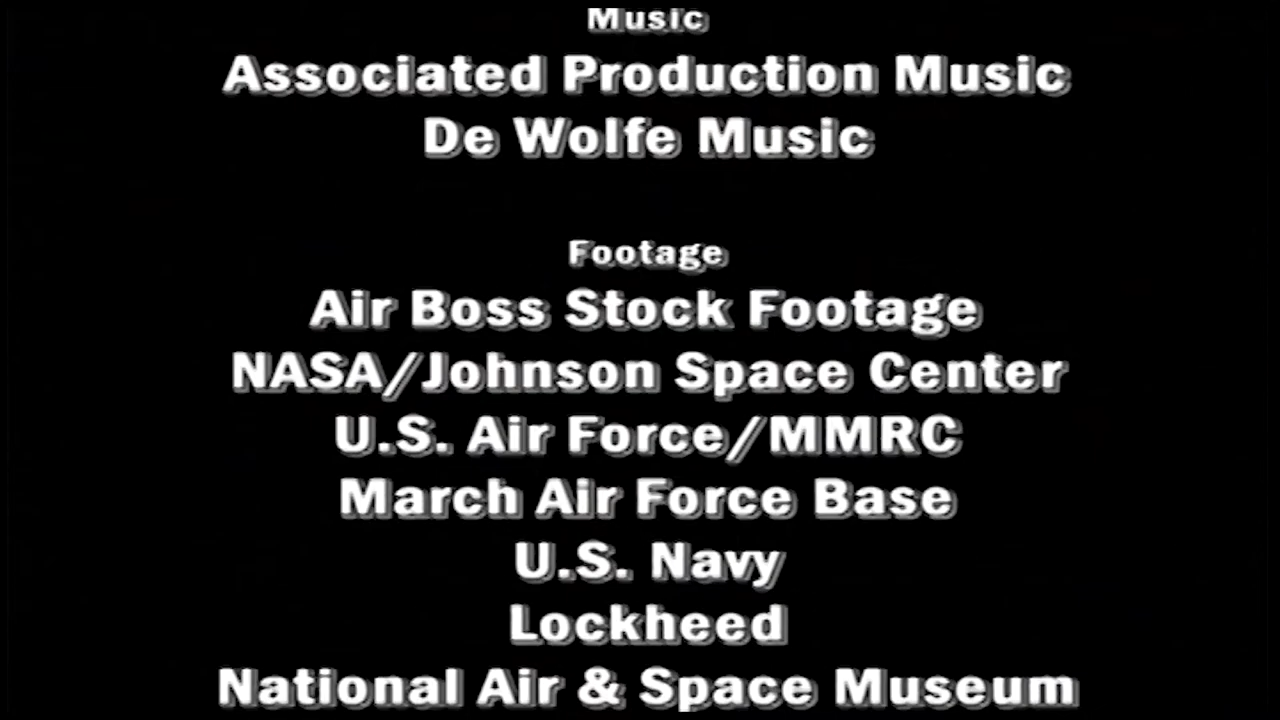 Music
Associated Production Music
De Wolfe Music
Footage
Air Boss Stock Footage
NASA/Johnson Space Center
U.S. Air Force/MMRC
March Air Force Base
U.S. Navy
Lockheed
National Air & Space Museum